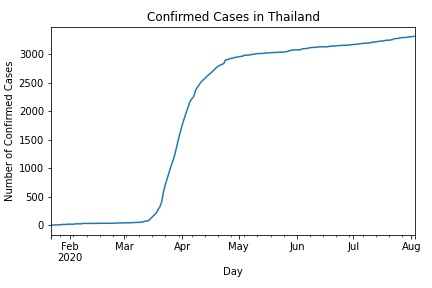 Confirmed Cases in Thailand
Number of Confirmed Cases
3000
2500
2000
1500
1000
500
0
Feb Mar Apr May Jun Jul Aug
2020
Day